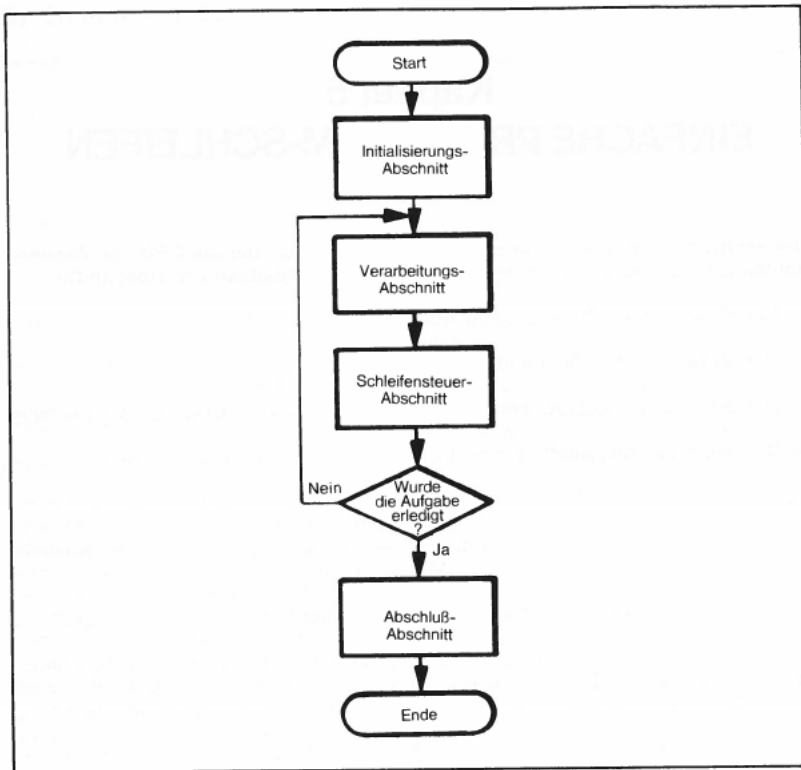 Start
Initialisierungs-
Abschnitt
Verarbeitungs-
Abschnitt
Schleifensteuer-
Abschnitt
Nein
Wurde
die Aufgabe
erledigt
?
Ja
Abschluß-
Abschnitt
Ende